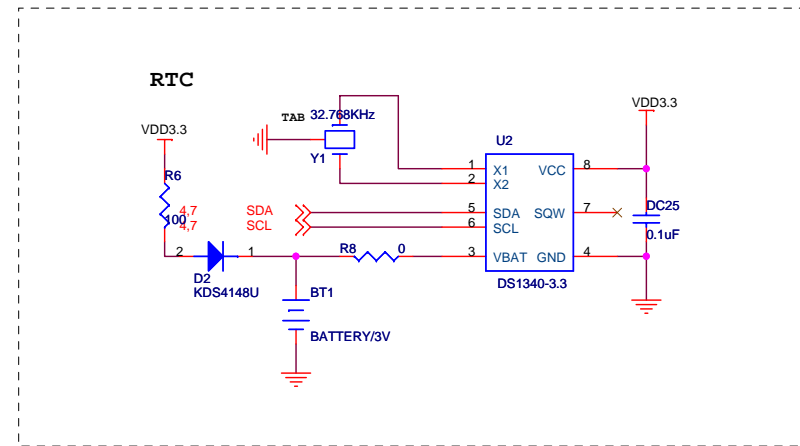 RTC
VDD3.3
TAB
32.768KHz
VDD3.3
U2
Y1
1
X1
VCC
8
R6
2
X2
4,7
SDA
5
SDA
SQW
7
DC25
100
4,7
SCL
6
SCL
0.1uF
R8
0
2
1
3
VBAT
GND
4
D2
KDS4148U
DS1340-3.3
BT1
BATTERY/3V